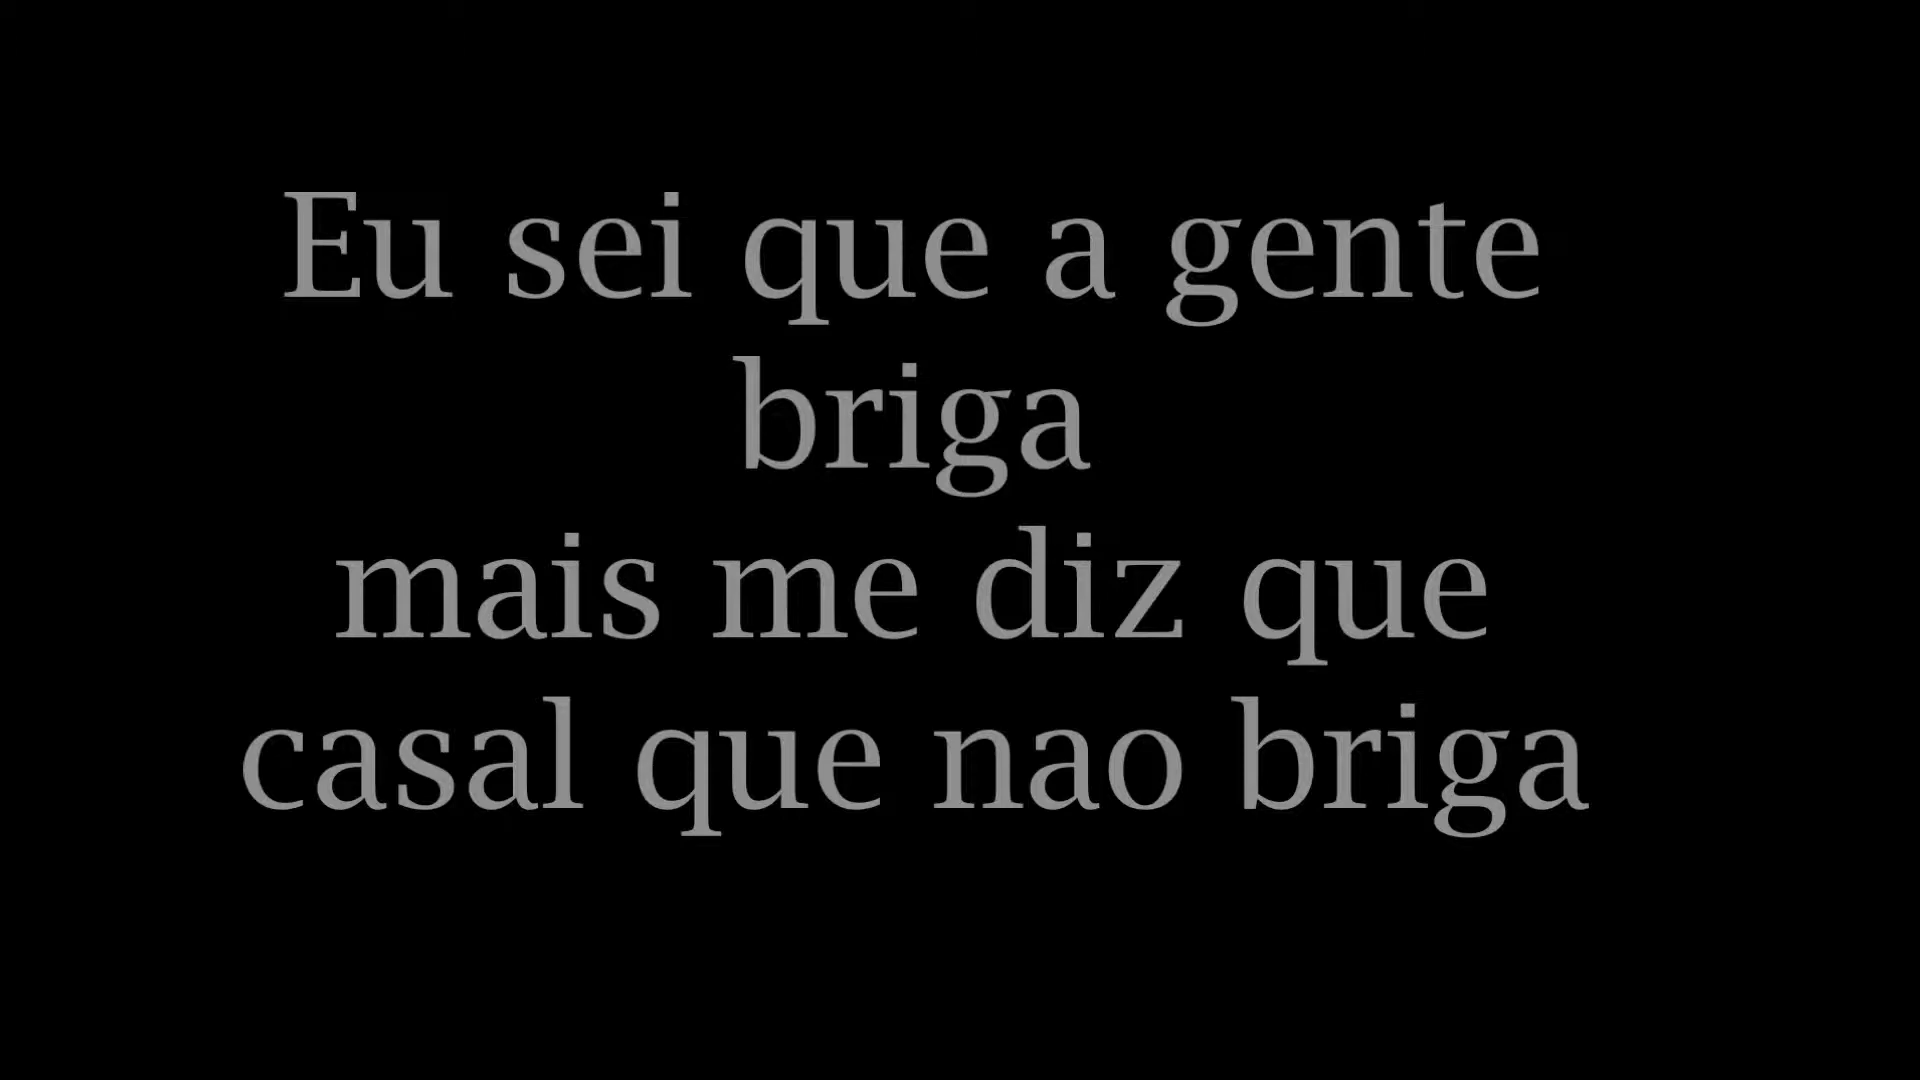 Eu sei que a gente
briga
mais me diz que
casal que nao briga